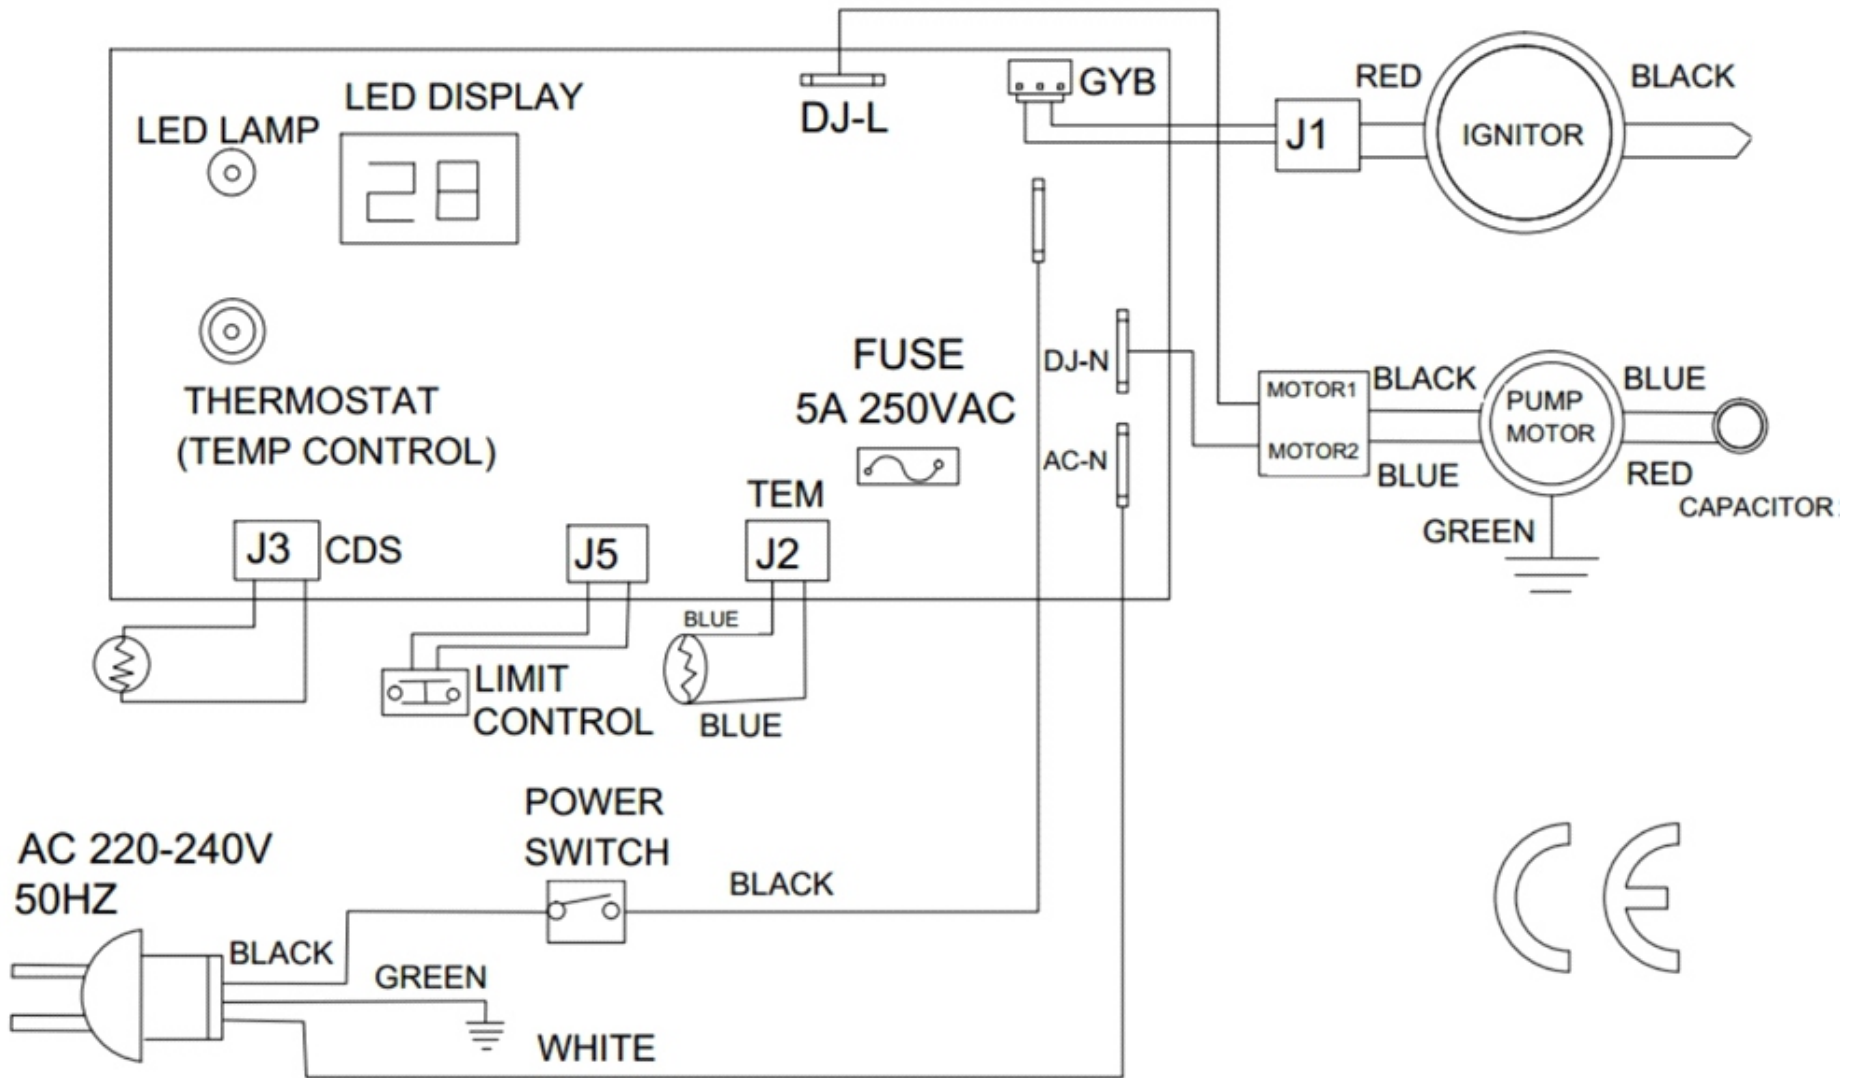 DJ-L
GYB
RED
BLACK
J1
IGNITOR
LED DISPLAY
LED LAMP
28
THERMOSTAT
(TEMP CONTROL)
FUSE
5A 250VAC
DJ-N
AC-N
MOTOR1
MOTOR2
BLACK
BLUE
PUMP
MOTOR
BLUE
RED
CAPACITOR
GREEN
TEM
J3
CDS
J5
J2
BLUE
BLUE
LIMIT
CONTROL
POWER
SWITCH
BLACK
AC 220-240V
50HZ
BLACK
GREEN
WHITE
CE